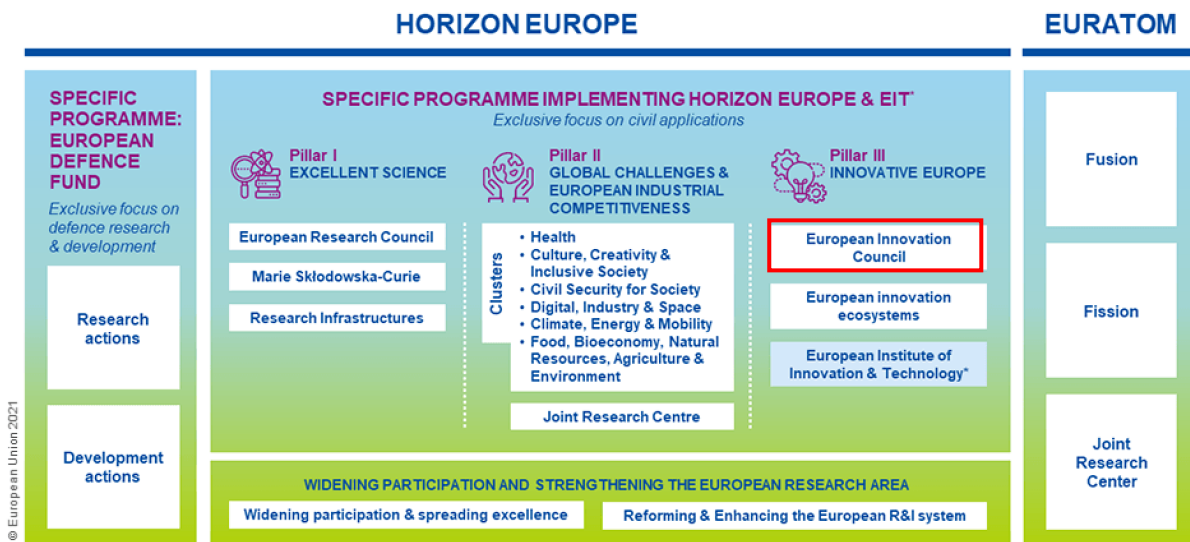 HORIZON EUROPE
EURATOM
SPECIFIC
PROGRAMME:
EUROPEAN
DEFENCE
FUND
Exclusive focus on
defence research
& development
Research
actions
Development
actions
SPECIFIC PROGRAMME IMPLEMENTING HORIZON EUROPE & EIT*
Exclusive focus on civil applications
Pillar I
EXCELLENT SCIENCE
European Research Council
Marie Skłodowska-Curie
Research Infrastructures
Pillar II
GLOBAL CHALLENGES &
EUROPEAN INDUSTRIAL
COMPETITIVENESS
Clusters
• Health
• Culture, Creativity &
Inclusive Society
• Civil Security for Society
• Digital, Industry & Space
• Climate, Energy & Mobility
• Food, Bioeconomy, Natural
Resources, Agriculture &
Environment
Joint Research Centre
Pillar III
INNOVATIVE EUROPE
European Innovation
Council
European innovation
ecosystems
European Institute of
Innovation & Technology*
WIDENING PARTICIPATION AND STRENGTHENING THE EUROPEAN RESEARCH AREA
Widening participation & spreading excellence
Reforming & Enhancing the European R&I system
Fusion
Fission
Joint
Research
Center
© European Union 2021